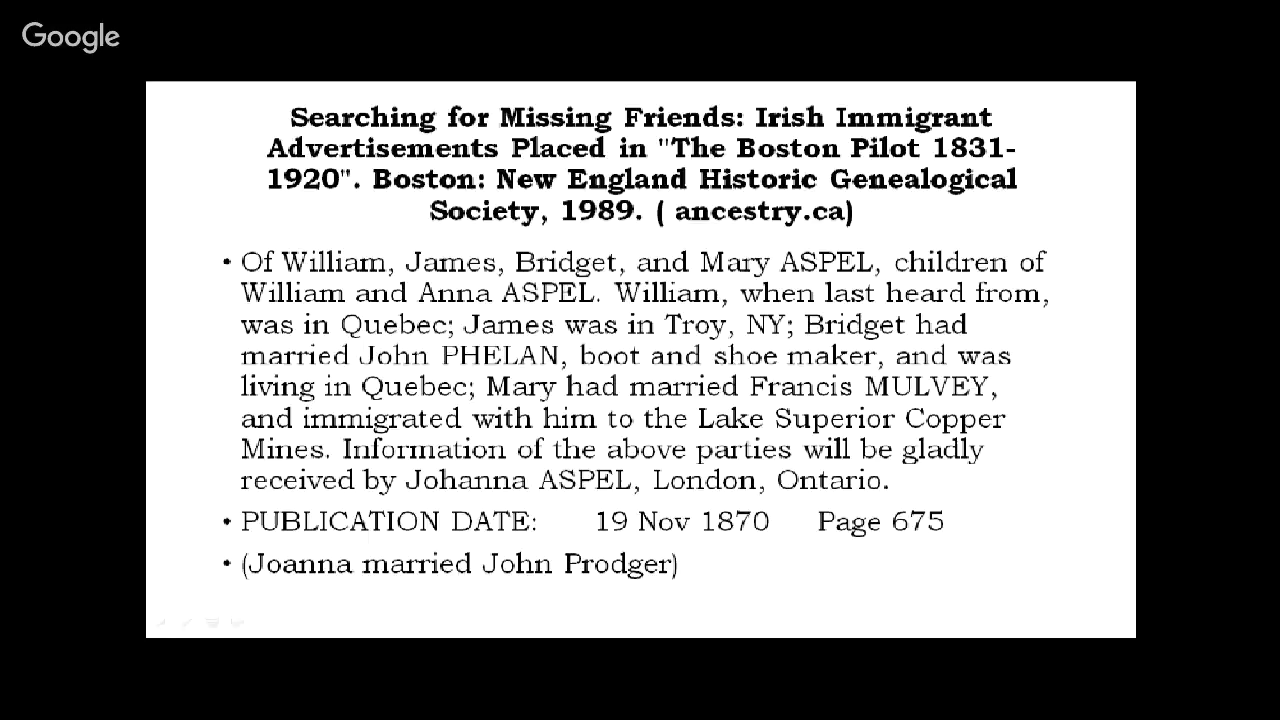 Google
Searching for Missing Friends: Irish Immigrant
Advertisements Placed in "The Boston Pilot 1831-
1920". Boston: New England Historic Genealogical
Society, 1989. ( ancestry.ca)
• Of William, James, Bridget, and Mary ASPEL, children of
William and Anna ASPEL. William, when last heard from,
was in Quebec; James was in Troy, NY; Bridget had
married John PHELAN, boot and shoe maker, and was
living in Quebec; Mary had married Francis MULVEY,
and immigrated with him to the Lake Superior Copper
Mines. Information of the above parties will be gladly
received by Johanna ASPEL, London, Ontario.
• PUBLICATION DATE: 19 Nov 1870 Page 675
• (Joanna married John Prodger)